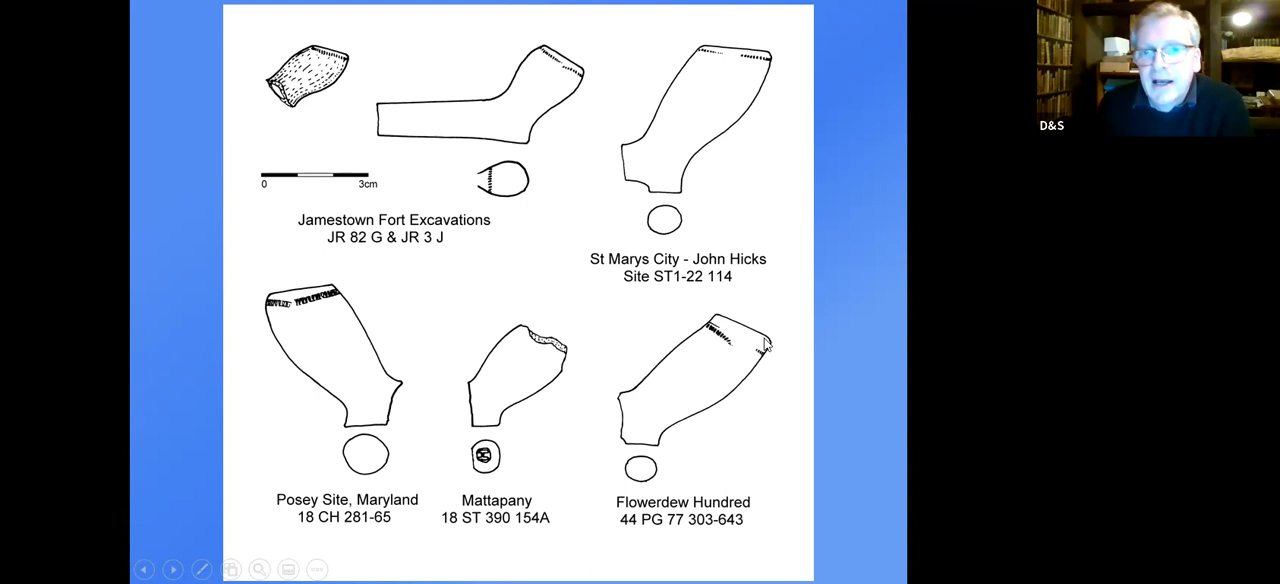 D&S
0 3cm
Jamestown Fort Excavations
JR 82 G & JR 3 J
St Marys City - John Hicks
Site ST1-22 114
Posey Site, Maryland
18 CH 281-65
Mattapany
18 ST 390 154A
Flowerdew Hundred
44 PG 77 303-643